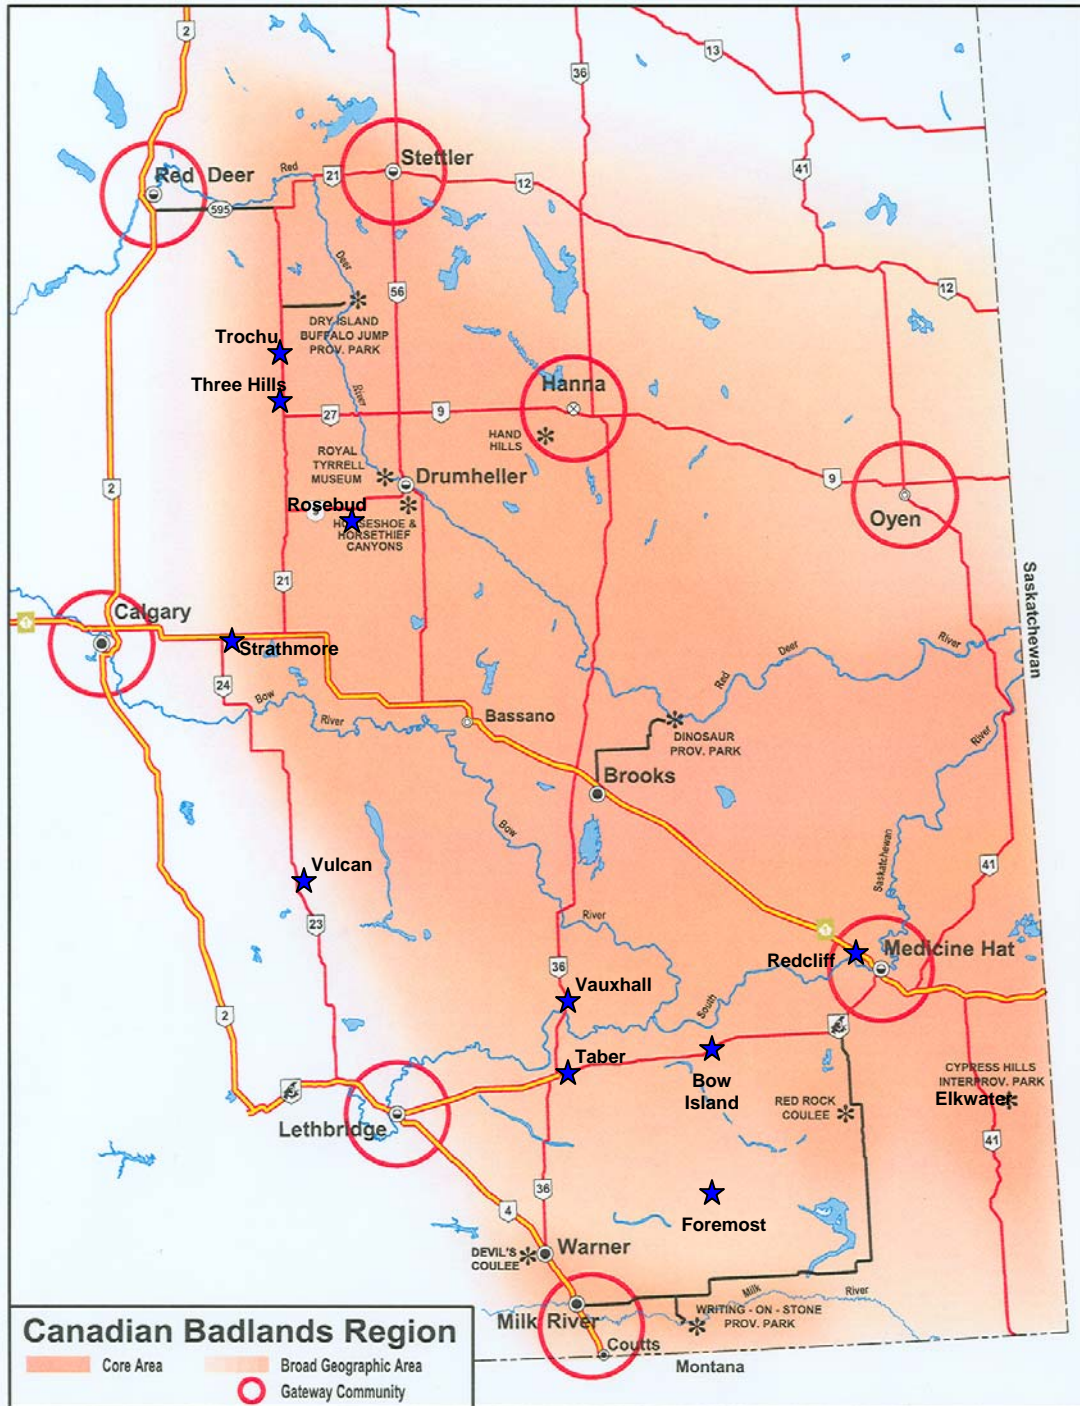 2
13
36
41
Stettler
Red Deer
Red
21
12
595
Deer
56
12
DRY ISLAND
BUFFALO JUMP
PROV. PARK
Trochu
Three Hills
River
Hanna
27
9
HAND
HILLS
ROYAL
TYRRELL
MUSEUM
Drumheller
9
2
Rosebud
9
HORSESHOE &
HORSETHIEF
CANYONS
Oyen
21
Saskatchewan
Calgary
1
Strathmore
River
Deer
Red
24
Bow
River
Bassano
River
DINOSAUR
PROV. PARK
Brooks
Bow
Saskatchewan
Vulcan
41
23
River
1
Medicine Hat
Redcliff
36
Vauxhall
South
2
Taber
Bow
Island
CYPRESS HILLS
INTERPROV. PARK
Elkwater
RED ROCK
COULEE
Lethbridge
41
36
4
Foremost
DEVIL'S
COULEE
Warner
Milk
River
Milk River
WRITING - ON - STONE
PROV. PARK
Coutts
Montana
Canadian Badlands Region
Core Area
Broad Geographic Area
Gateway Community